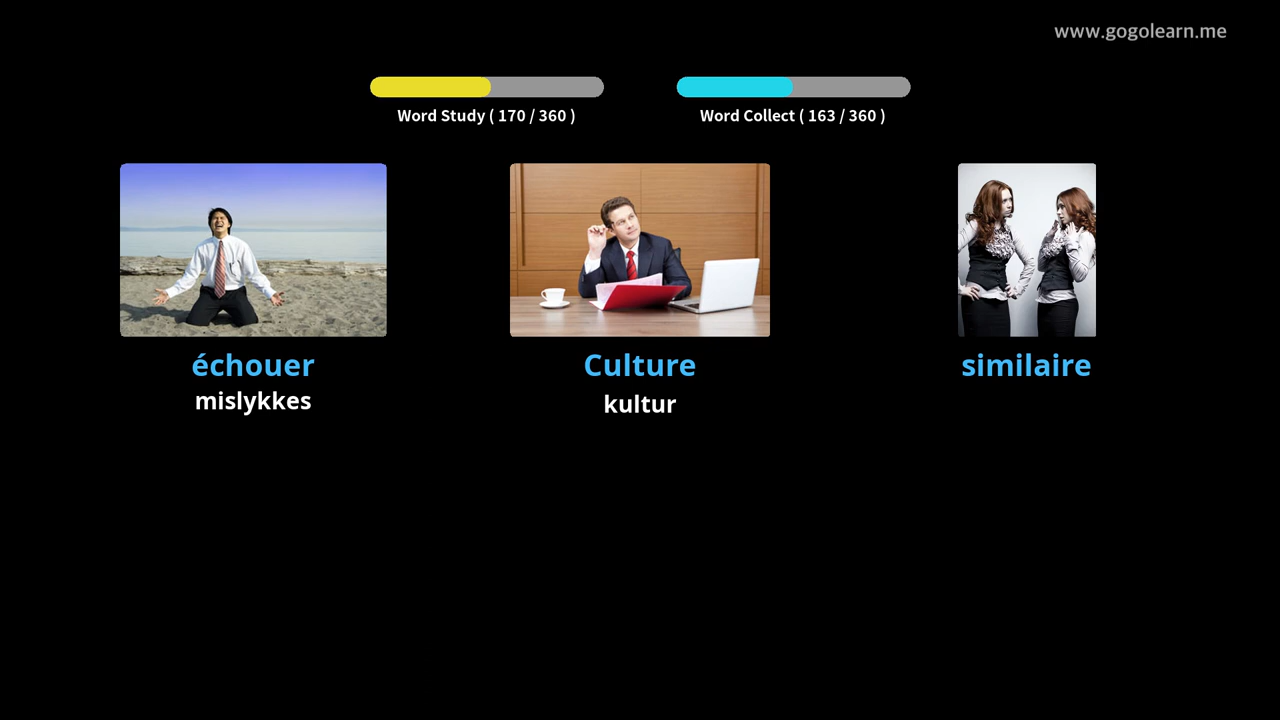 www.gogolearn.me
Word Study ( 170 / 360 )
Word Collect ( 163 / 360 )
échouer
mislykkes
Culture
kultur
similaire